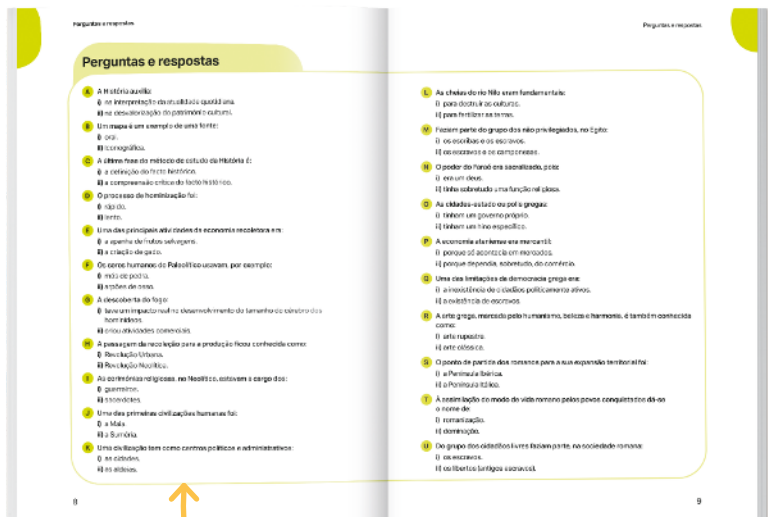 Perguntas e respostas
Perguntas e respostas
A A História auxilia:
i) na interpretação da atualidade quotidiana.
ii) na desvalorização do património cultural.
B Um mapa é um exemplo de uma fonte:
i) oral.
ii) iconográfica.
C A última fase do método de estudo da História é:
i) a definição do facto histórico.
ii) a compreensão crítica do facto histórico.
D O processo de hominização foi:
i) rápido.
ii) lento.
E Uma das principais atividades da economia recoletora era:
i) a apanha de frutos selvagens.
ii) a criação de gado.
F Os seres humanos do Paleolítico usavam, por exemplo:
i) mós de pedra.
ii) arpões de osso.
G A descoberta do fogo:
i) teve um impacto real no desenvolvimento do tamanho do cérebro dos
hominídeos.
ii) criou atividades comerciais.
H A passagem da recoleção para a produção ficou conhecida como:
i) Revolução Urbana.
ii) Revolução Neolítica.
I As cerimónias religiosas, no Neolítico, estavam a cargo dos:
i) guerreiros.
ii) sacerdotes.
J Uma das primeiras civilizações humanas foi:
i) a Maia.
ii) a Suméria.
K Uma civilização tem como centros políticos e administrativos:
i) as cidades.
ii) as aldeias.
8
Perguntas e respostas
L As cheias do rio Nilo eram fundamentais:
i) para destruir as culturas.
ii) para fertilizar as terras.
M Faziam parte do grupo dos não privilegiados, no Egito:
i) os escribas e os escravos.
ii) os escravos e os camponeses.
N O poder do Faraó era sacralizado, pois:
i) era um deus.
ii) tinha sobretudo uma função religiosa.
O As cidades-estado ou polis gregas:
i) tinham um governo próprio.
ii) tinham um hino específico.
P A economia ateniense era mercantil:
i) porque só acontecia em mercados.
ii) porque dependia, sobretudo, do comércio.
Q Uma das limitações da democracia grega era:
i) a inexistência de cidadãos politicamente ativos.
ii) a existência de escravos.
R A arte grega, marcada pelo humanismo, beleza e harmonia, é também conhecida
como:
i) arte rupestre.
ii) arte clássica.
S O ponto de partida dos romanos para a sua expansão territorial foi:
i) a Península Ibérica.
ii) a Península Itálica.
T À assimilação do modo de vida romano pelos povos conquistados dá-se
o nome de:
i) romanização.
ii) dominação.
U Do grupo dos cidadãos livres faziam parte, na sociedade romana:
i) os escravos.
ii) os libertos (antigos escravos).
9